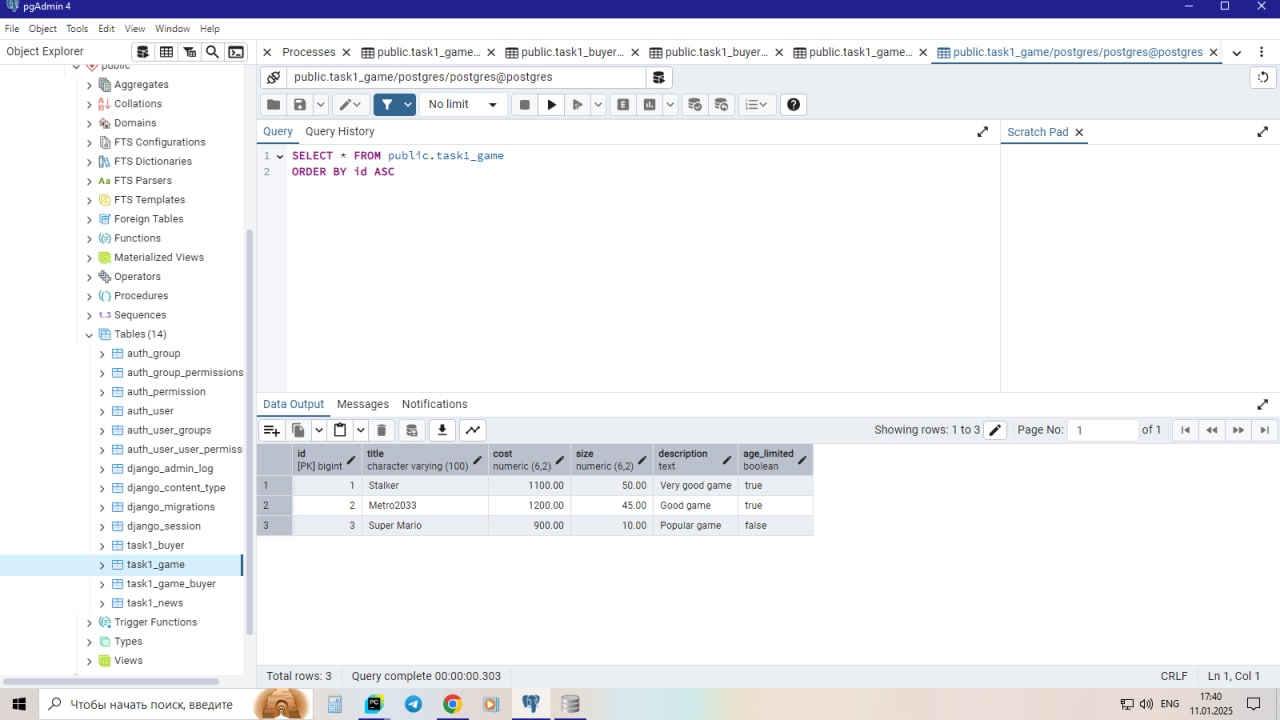 pgAdmin 4
File Object Tools Edit View Window Help
Object Explorer
Processes public.task1_game... public.task1_buyer... public.task1_buyer... public.task1_game... public.task1_game/postgres/postgres@postgres
public.task1_game/postgres/postgres@postgres
No limit
Query Query History
Scratch Pad
1 SELECT * FROM public.task1_game
2 ORDER BY id ASC
public
Aggregates
Collations
Domains
FTS Configurations
FTS Dictionaries
Aa FTS Parsers
FTS Templates
Foreign Tables
Functions
Materialized Views
Operators
Procedures
1..3 Sequences
Tables (14)
auth_group
auth_group_permissions
auth_permission
auth_user
auth_user_groups
auth_user_user_permiss
django_admin_log
django_content_type
django_migrations
django_session
task1_buyer
task1_game
task1_game_buyer
task1_news
Trigger Functions
Types
Views
Data Output Messages Notifications
Showing rows: 1 to 3 Page No: 1 of 1
id title cost size description age_limited
[PK] bigint character varying (100) numeric (6,2) numeric (6,2) text boolean
1 1 Stalker 1100.00 50.00 Very good game true
2 2 Metro2033 1200.00 45.00 Good game true
3 3 Super Mario 900.00 10.00 Popular game false
Total rows: 3 Query complete 00:00:00.303 CRLF Ln 1, Col 1
Чтобы начать поиск, введите
PC
ENG
17:40
11.01.2025